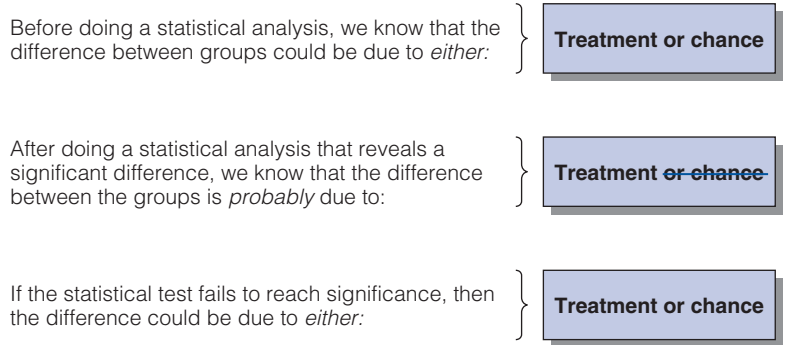 Before doing a statistical analysis, we know that the
difference between groups could be due to either:
Treatment or chance
After doing a statistical analysis that reveals a
significant difference, we know that the difference
between the groups is probably due to:
Treatment or chance
If the statistical test fails to reach significance, then
the difference could be due to either:
Treatment or chance